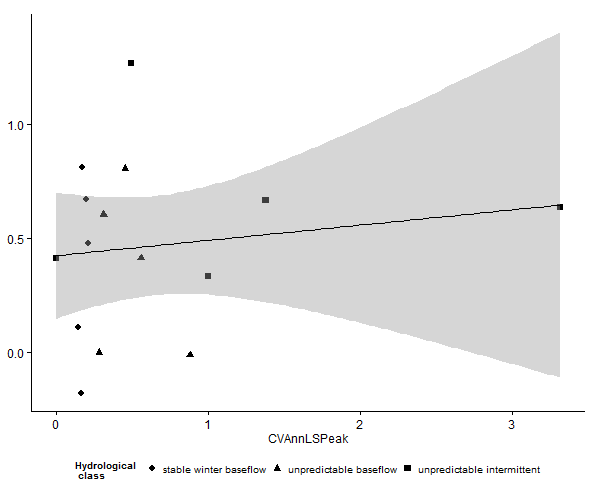 1.0
0.5
0.0
0 1 2 3
CVAnnLSPeak
Hydrological
class
stable winter baseflow unpredictable baseflow unpredictable intermittent